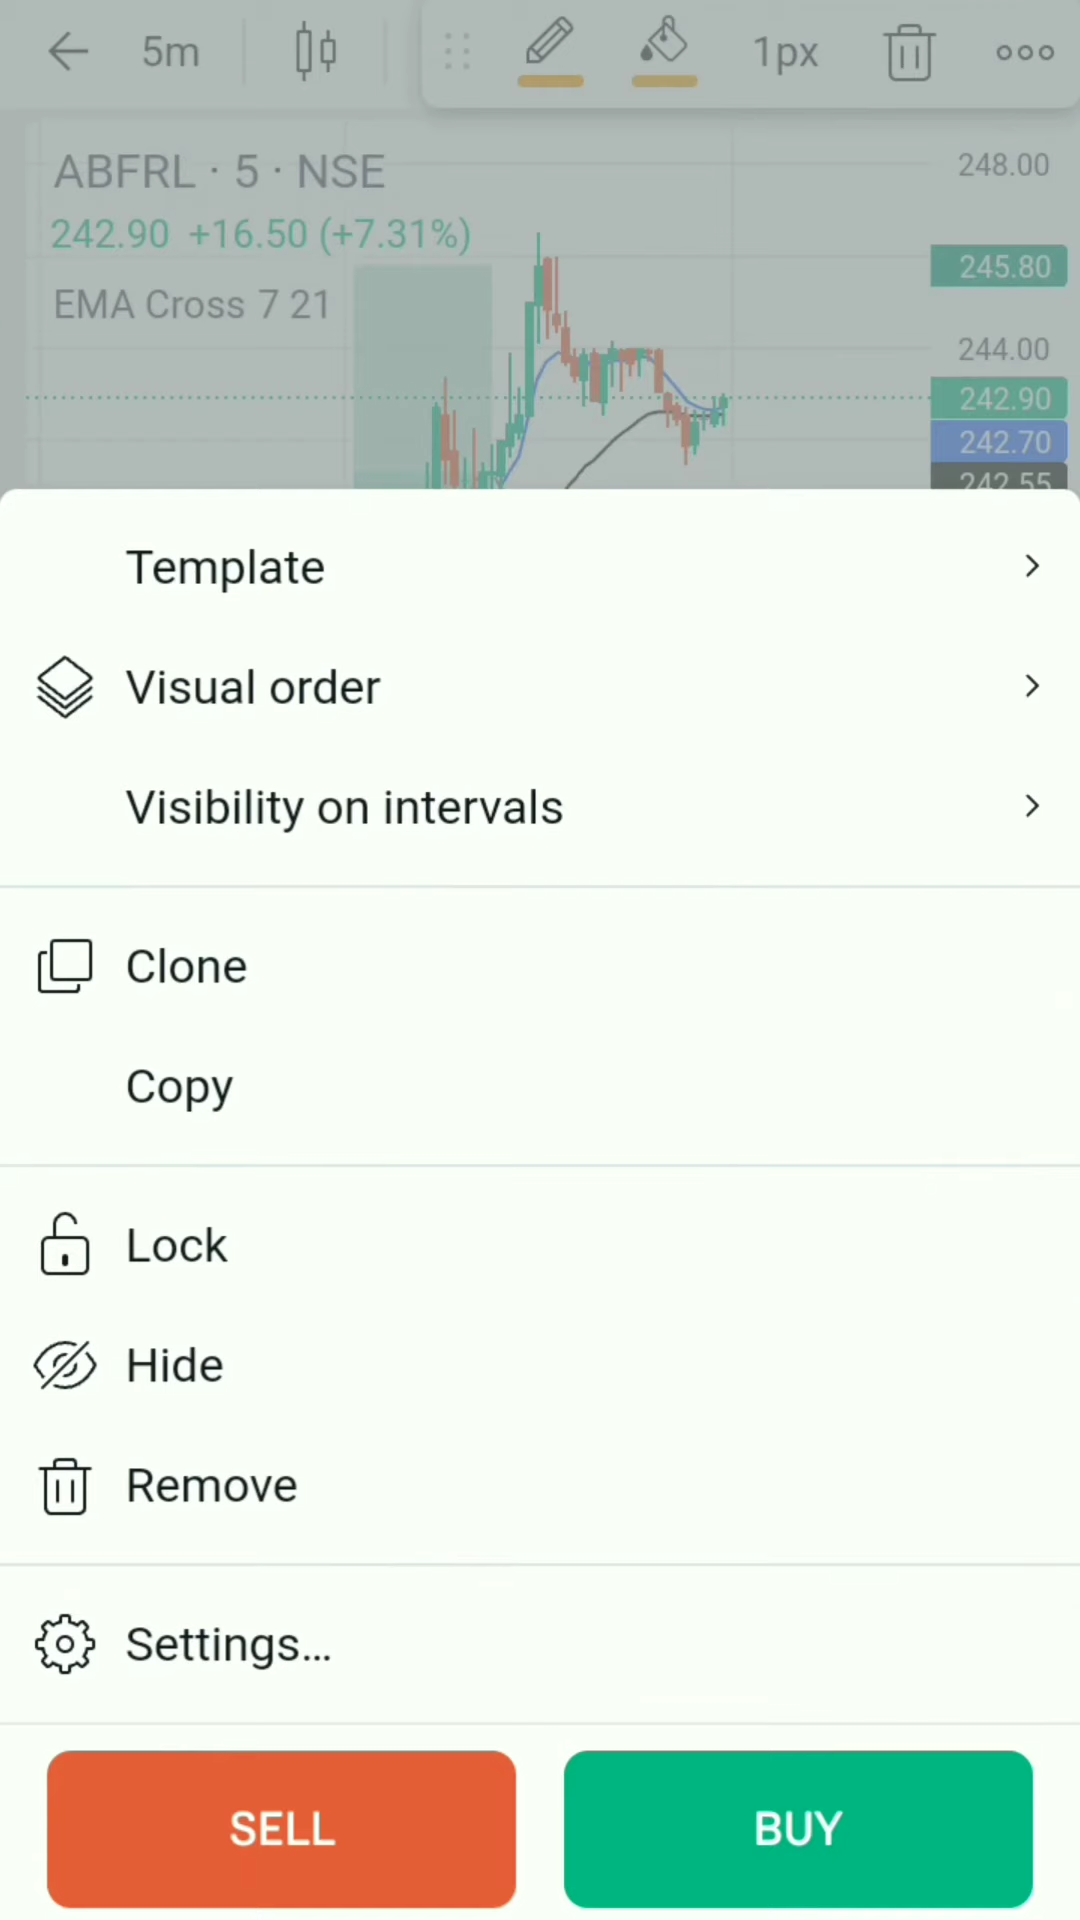 5m
1px
ABFRL · 5 · NSE
248.00
242.90 +16.50 (+7.31%)
245.80
EMA Cross 7 21
244.00
242.90
242.70
242.55
Template
Visual order
Visibility on intervals
Clone
Copy
Lock
Hide
Remove
Settings...
SELL
BUY